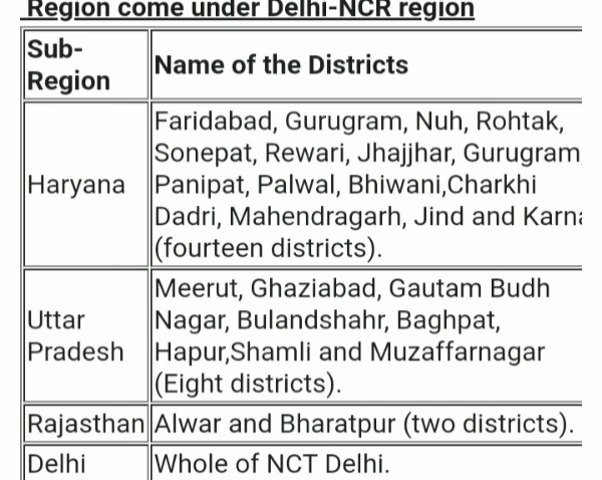 Region come under Delhi-NCR region
Sub-
Region
Name of the Districts
Haryana
Faridabad, Gurugram, Nuh, Rohtak,
Sonepat, Rewari, Jhajjhar, Gurugram
Panipat, Palwal, Bhiwani,Charkhi
Dadri, Mahendragarh, Jind and
(fourteen districts).
Uttar
Pradesh
Meerut, Ghaziabad, Gautam Budh
Nagar, Bulandshahr, Baghpat,
Hapur,Shamli and Muzaffarnagar
(Eight districts).
Rajasthan
Alwar and Bharatpur (two districts).
Delhi
Whole of NCT Delhi.